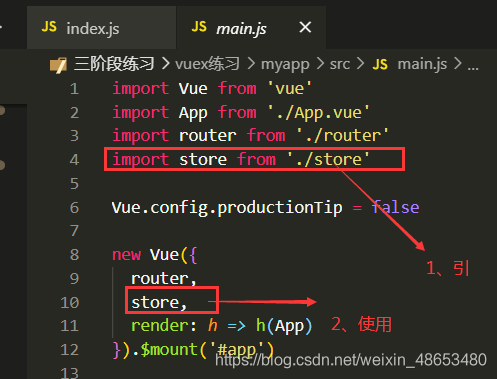 JS index.js
JS main.js ×
三阶段练习 > vuex练习 > myapp > src > JS main.js > ...
1 import Vue from 'vue'
2 import App from './App.vue'
3 import router from './router'
4 import store from './store'
5
6 Vue.config.productionTip = false
7
8 new Vue({
9 router,
10 store,
11 render: h => h(App)
12 }).$mount('#app')
13
1、引
2、使用
https://blog.csdn.net/weixin_48653480